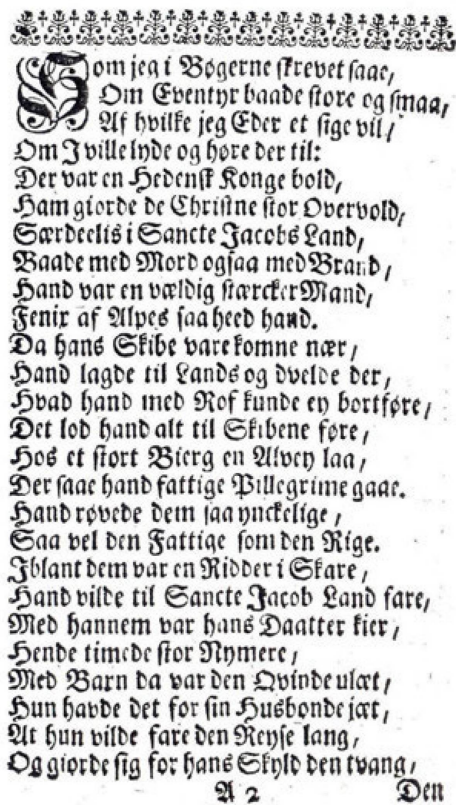 Som jeg i Bøgerne skrevet saae,
Om Eventyr baade store og smaa,
Af hvilke jeg Eder et sige vil,
Om I ville lyde og høre der til:
Der var en Hedensk Konge bold,
Ham giorde de Christne stor Overvold,
Særdeelis i Sancte Jacobs Land,
Baade med Mord ogsaa med Brand,
Hand var en vældig stærcker Mand,
Fenix af Alpes saa heed hand.
Da hans Skibe vare komne nær,
Hand lagde til Lands og dvelde der,
Hvad hand med Rof kunde ey bortføre,
Det lod hand alt til Skibene føre,
Hos et stort Bierg en Alvey laa,
Der saae hand fattige Pillegrime gaae.
Hand røvede dem saa ynckelige,
Saa vel den Fattige som den Rige.
Iblant dem var en Ridder i Skare,
Hand vilde til Sancte Jacob Land fare,
Med hannem var hans Daatter kier,
Hende timede stor Nymere,
Med Barn da var den Qvinde ulæt,
Hun havde det for sin Husbonde jæt,
At hun vilde fare den Reyse lang,
Og giorde sig for hans Skyld den tvang,
A 2 Den